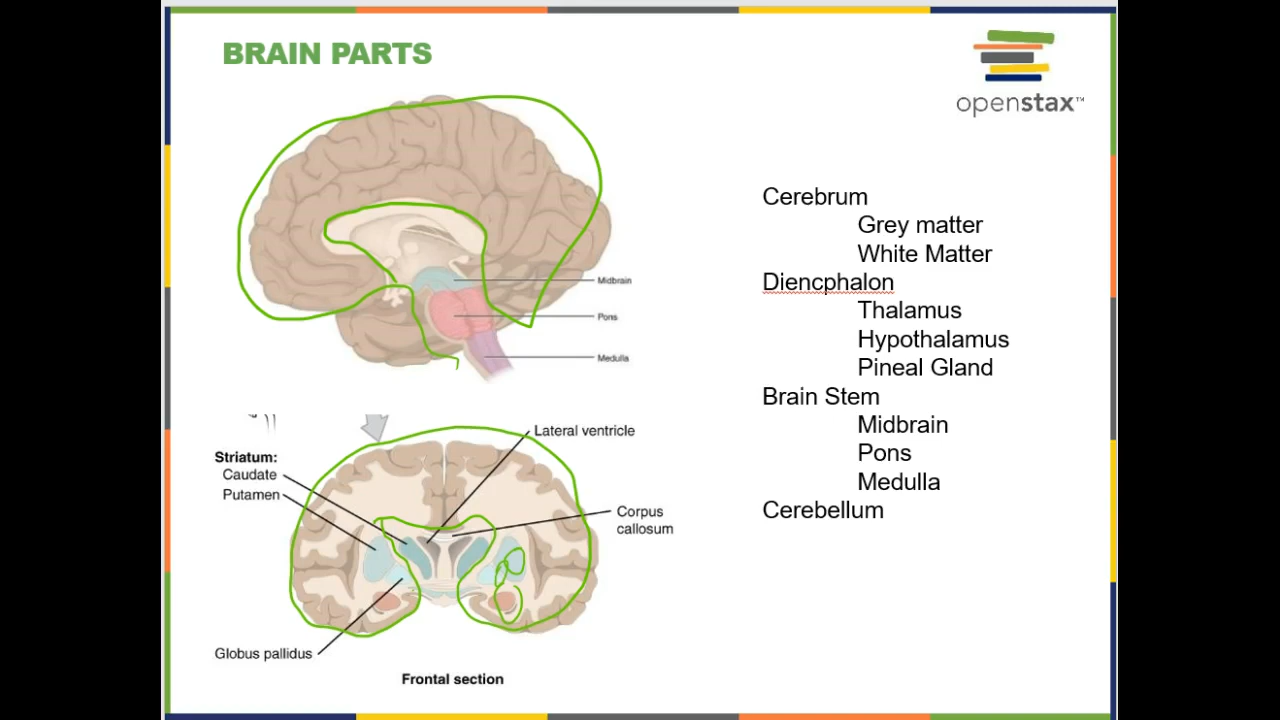 BRAIN PARTS
openstax™
Midbrain
Pons
Medulla
Cerebrum
Grey matter
White Matter
Diencphalon
Thalamus
Hypothalamus
Pineal Gland
Brain Stem
Midbrain
Pons
Medulla
Cerebellum
Lateral ventricle
Striatum:
Caudate
Putamen
Corpus
callosum
Globus pallidus
Frontal section